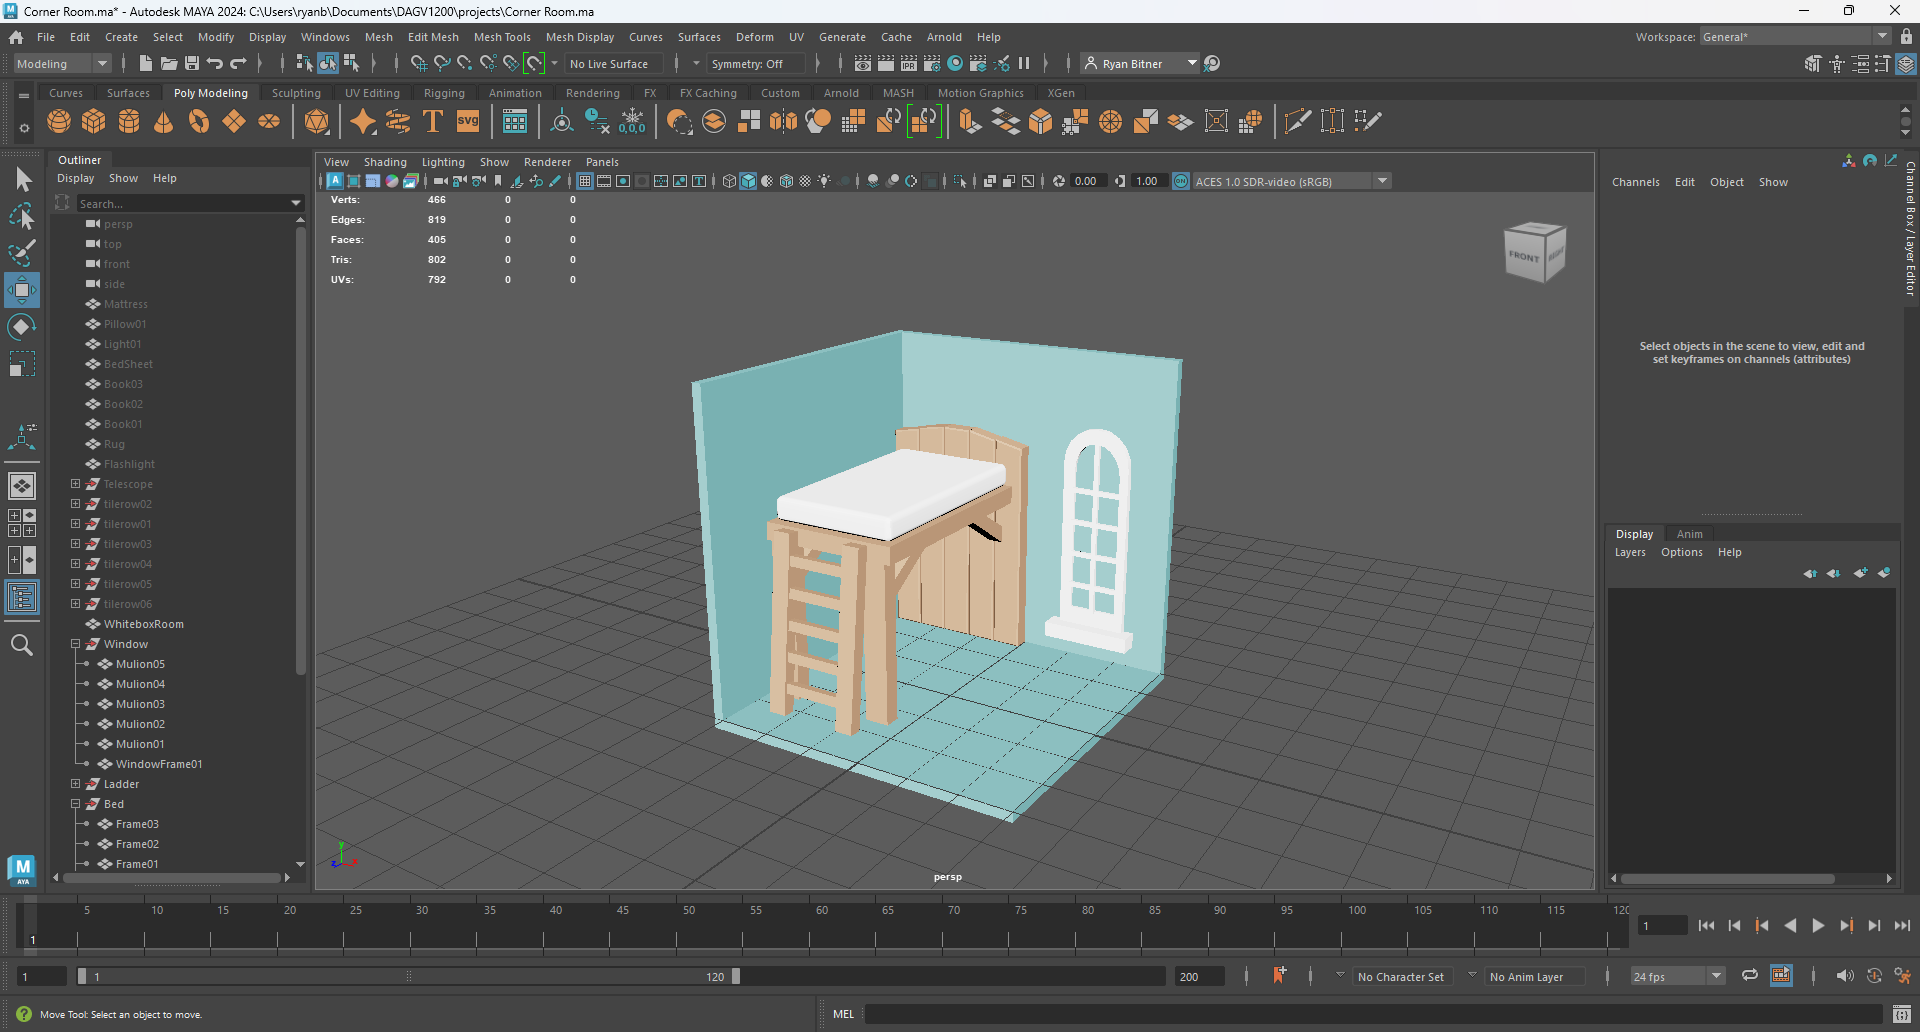 Corner Room.ma* - Autodesk MAYA 2024: C:\Users\ryanb\Documents\DAGV1200\projects\Corner Room.ma
File Edit Create Select Modify Display Windows Mesh Edit Mesh Mesh Tools Mesh Display Curves Surfaces Deform UV Generate Cache Arnold Help
Workspace: General*
Modeling No Live Surface Symmetry: Off IPR Ryan Bitner
Curves Surfaces Poly Modeling Sculpting UV Editing Rigging Animation Rendering FX FX Caching Custom Arnold MASH Motion Graphics XGen
T svg 0,0,0
Outliner
Display Show Help
Search...
persp
top
front
side
Mattress
Pillow01
Light01
BedSheet
Book03
Book02
Book01
Rug
Flashlight
Telescope
tilerow02
tilerow01
tilerow03
tilerow04
tilerow05
tilerow06
WhiteboxRoom
Window
Mulion05
Mulion04
Mulion03
Mulion02
Mulion01
WindowFrame01
Ladder
Bed
Frame03
Frame02
Frame01
View Shading Lighting Show Renderer Panels
0.00 1.00 ON ACES 1.0 SDR-video (sRGB)
Verts: 466 0 0
Edges: 819 0 0
Faces: 405 0 0
Tris: 802 0 0
UVs: 792 0 0
FRONT RIGHT
y
z x
persp
Channels Edit Object Show
Channel Box / Layer Editor
Select objects in the scene to view, edit and
set keyframes on channels (attributes)
Display Anim
Layers Options Help
M
AYA
5 10 15 20 25 30 35 40 45 50 55 60 65 70 75 80 85 90 95 100 105 110 115 120
1
1
1 1 120 200 No Character Set No Anim Layer 24 fps
Move Tool: Select an object to move.
MEL